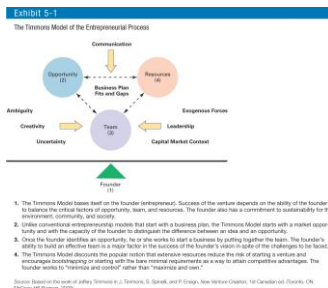 Exhibit 5-1
The Timmons Model of the Entrepreneurial Process
Communication
Opportunity
(2)
Resources
(4)
Business Plan
Fits and Gaps
Ambiguity
Exogenous Forces
Team
(3)
Creativity
Leadership
Uncertainty
Capital Market Context
Founder
(1)
1. The Timmons Model bases itself on the founder (entrepreneur). Success of the venture depends on the ability of the founder
to balance the critical factors of opportunity, team, and resources. The founder also has a commitment to sustainability for th
environment, community, and society.
2. Unlike conventional entrepreneurship models that start with a business plan, the Timmons Model starts with a market oppor-
tunity and with the capacity of the founder to distinguish the difference between an idea and an opportunity.
3. Once the founder identifies an opportunity, he or she works to start a business by putting together the team. The founder's
ability to build an effective team is a major factor in the success of the founder's vision in spite of the challenges to be faced.
4. The Timmons Model discounts the popular notion that extensive resources reduce the risk of starting a venture and
encourages bootstrapping or starting with the bare minimal requirements as a way to attain competitive advantages. The
founder works to "minimize and control" rather than "maximize and own."
Source: Based on the work of Jeffry Timmons in J. Timmons, S. Spinelli, and P. Ensign, New Venture Creation, 1st Canadian ed. (Toronto, ON: